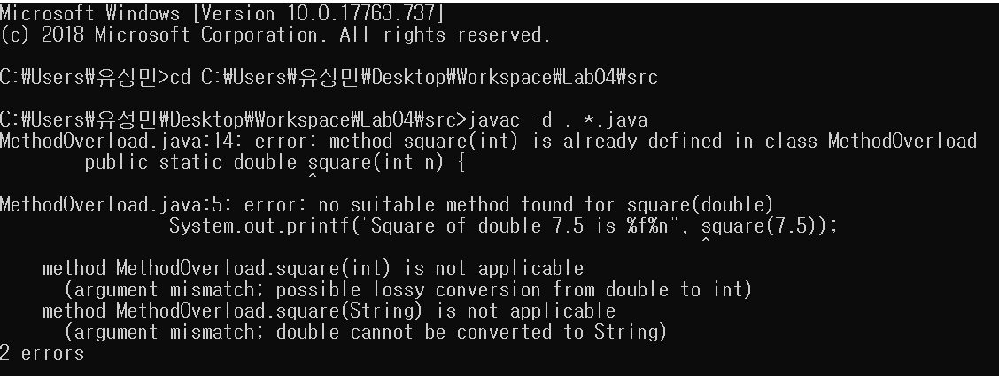 Microsoft Windows [Version 10.0.17763.737]
(c) 2018 Microsoft Corporation. All rights reserved.
C:₩Users₩유성민>cd C:₩Users₩유성민₩Desktop₩Workspace₩Lab04₩src
C:₩Users₩유성민₩Desktop₩Workspace₩Lab04₩src>javac -d . *.java
MethodOverload.java:14: error: method square(int) is already defined in class MethodOverload
        public static double square(int n) {
                             ^
MethodOverload.java:5: error: no suitable method found for square(double)
                System.out.printf("Square of double 7.5 is %f%n", square(7.5));
                                                                  ^
    method MethodOverload.square(int) is not applicable
      (argument mismatch; possible lossy conversion from double to int)
    method MethodOverload.square(String) is not applicable
      (argument mismatch; double cannot be converted to String)
2 errors